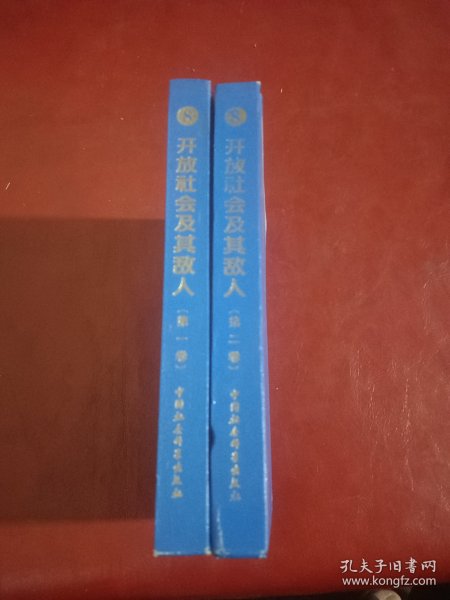 开放社会及其敌人
(第一卷)
中国社会科学出版社
开放社会及其敌人
(第二卷)
中国社会科学出版社
孔夫子旧书网
www.kongfz.com